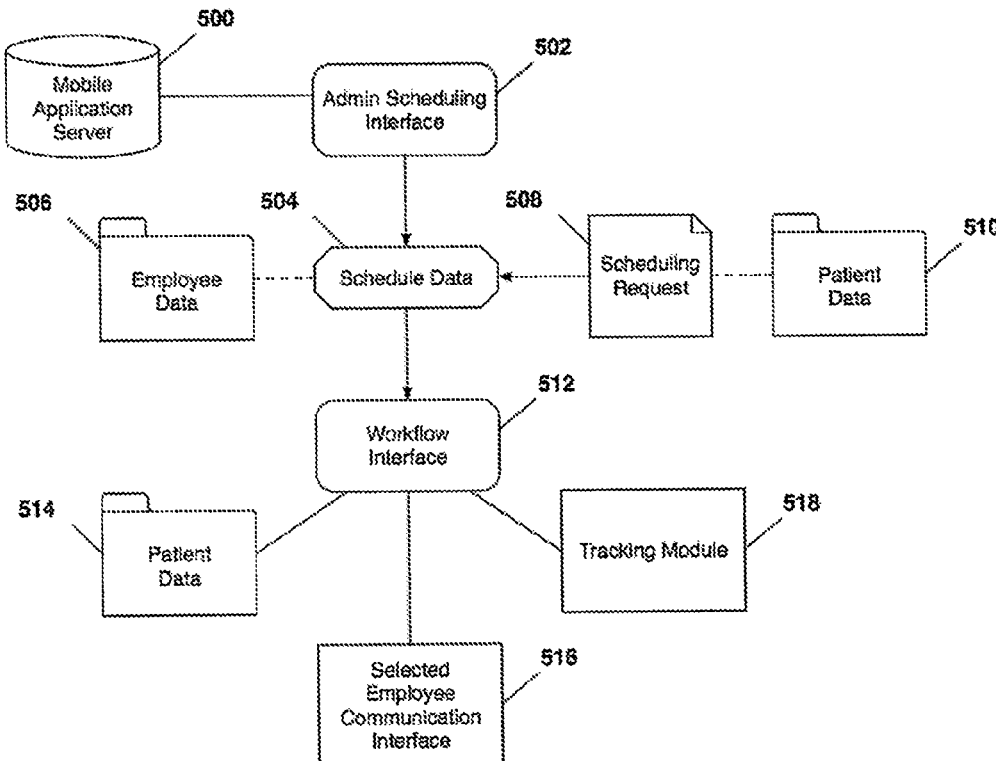 500
Mobile
Application
Server
502
Admin Scheduling
Interface
506
Employee
Data
504
Schedule Data
508
Scheduling
Request
510
Patient
Data
512
Workflow
Interface
514
Patient
Data
518
Tracking Module
516
Selected
Employee
Communication
Interface